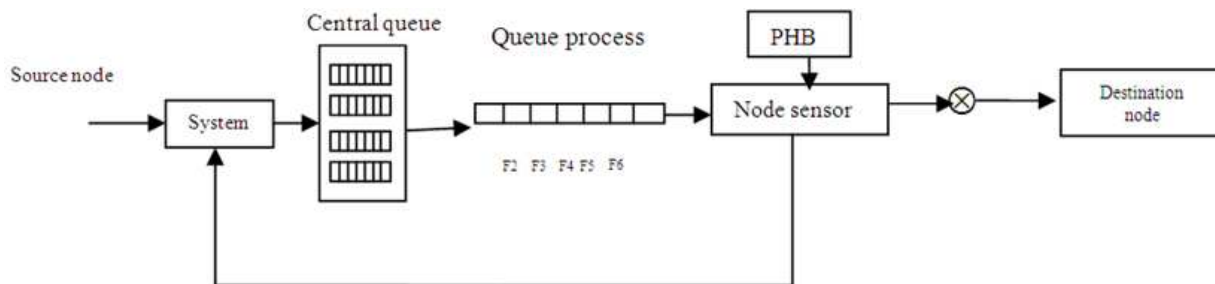 Central queue
Queue process
PHB
Source node
System
Node sensor
Destination
node
F2 F3 F4 F5 F6